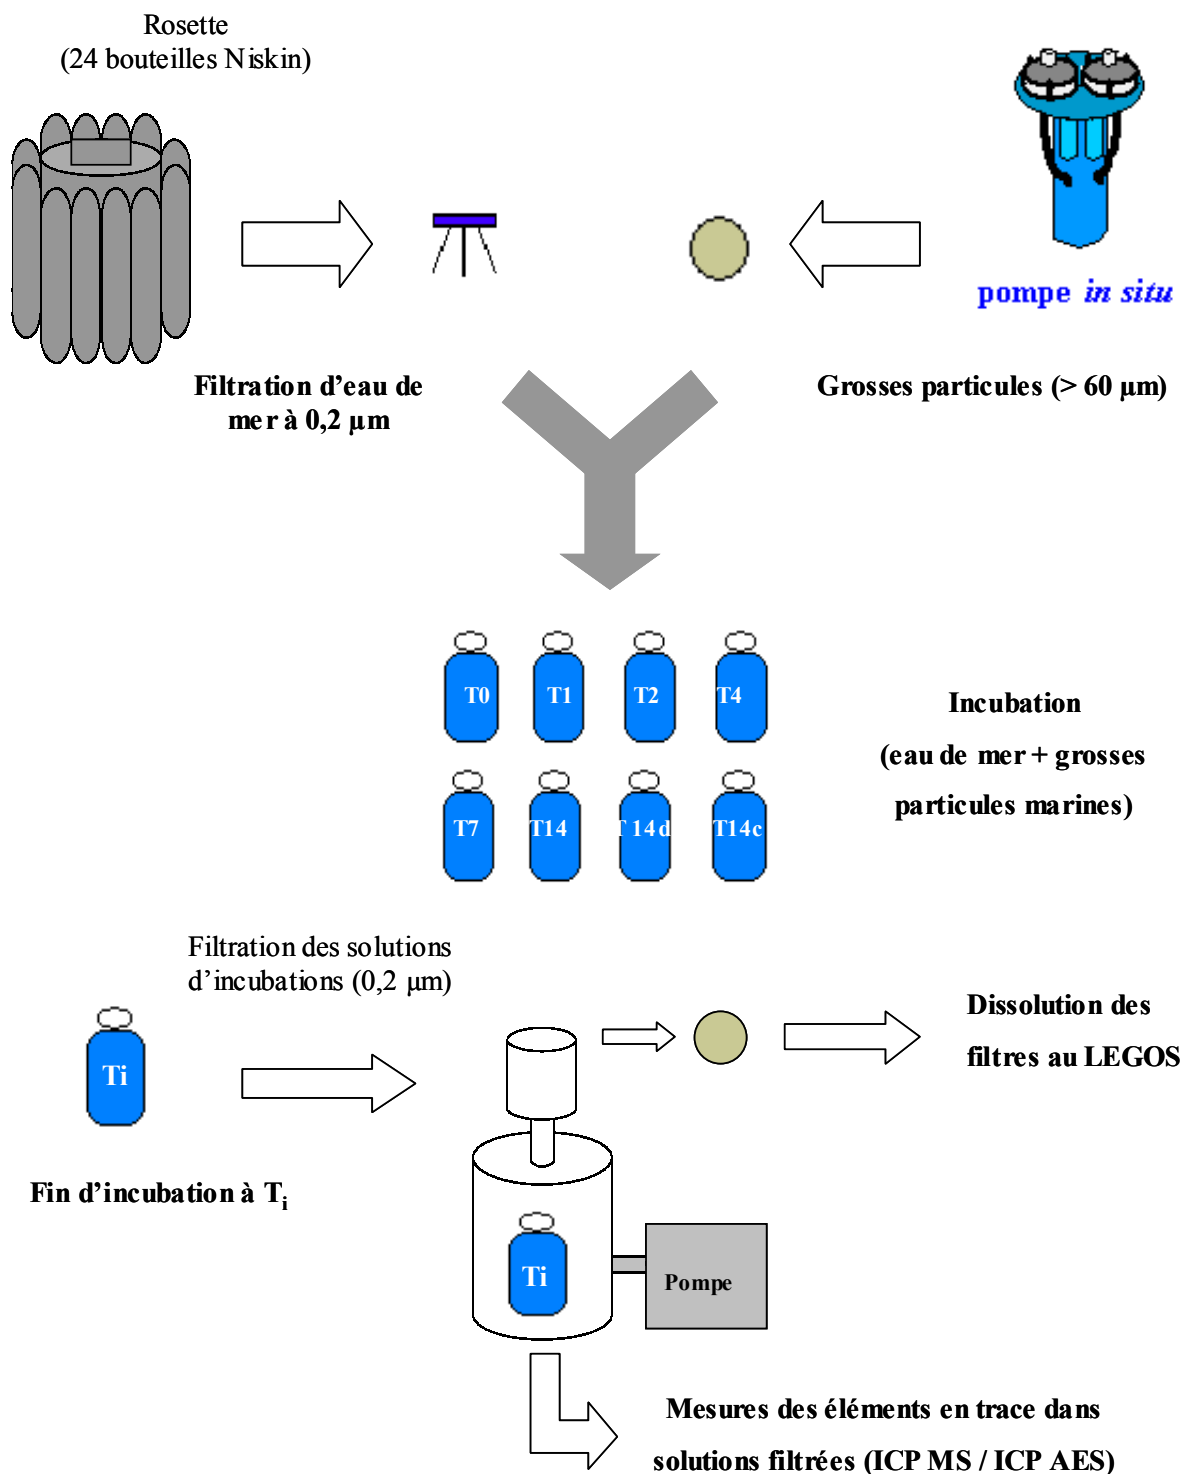 Rosette
(24 bouteilles Niskin)
pompe in situ
Filtration d'eau de
mer à 0,2 µm
Grosses particules (> 60 µm)
T0
T1
T2
T4
Incubation
(eau de mer + grosses
particules marines)
T7
T14
T 14d
T14c
Filtration des solutions
d'incubations (0,2 µm)
Dissolution des
filtres au LEGOS
Ti
Fin d'incubation à Ti
Ti
Pompe
Mesures des éléments en trace dans
solutions filtrées (ICP MS / ICP AES)